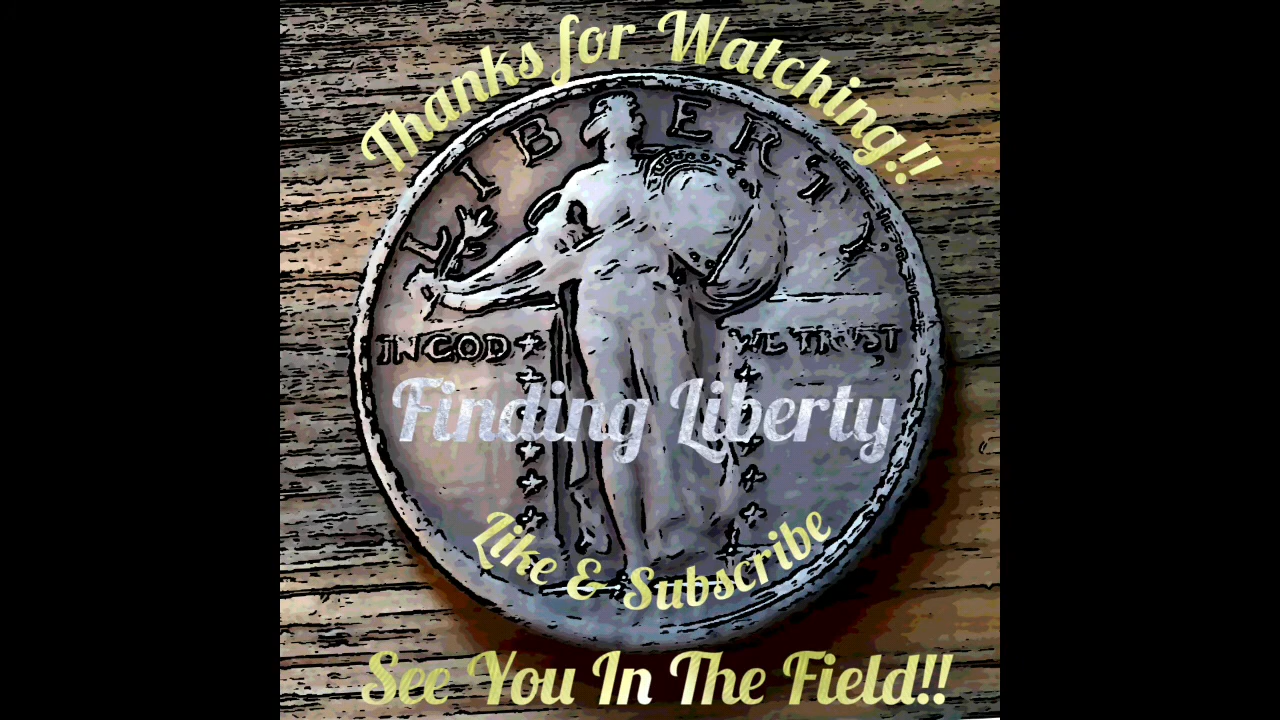 Thanks for Watching!!
LIBERTY
IN GOD WE TRUST
Finding Liberty
Like & Subscribe
See You In The Field!!